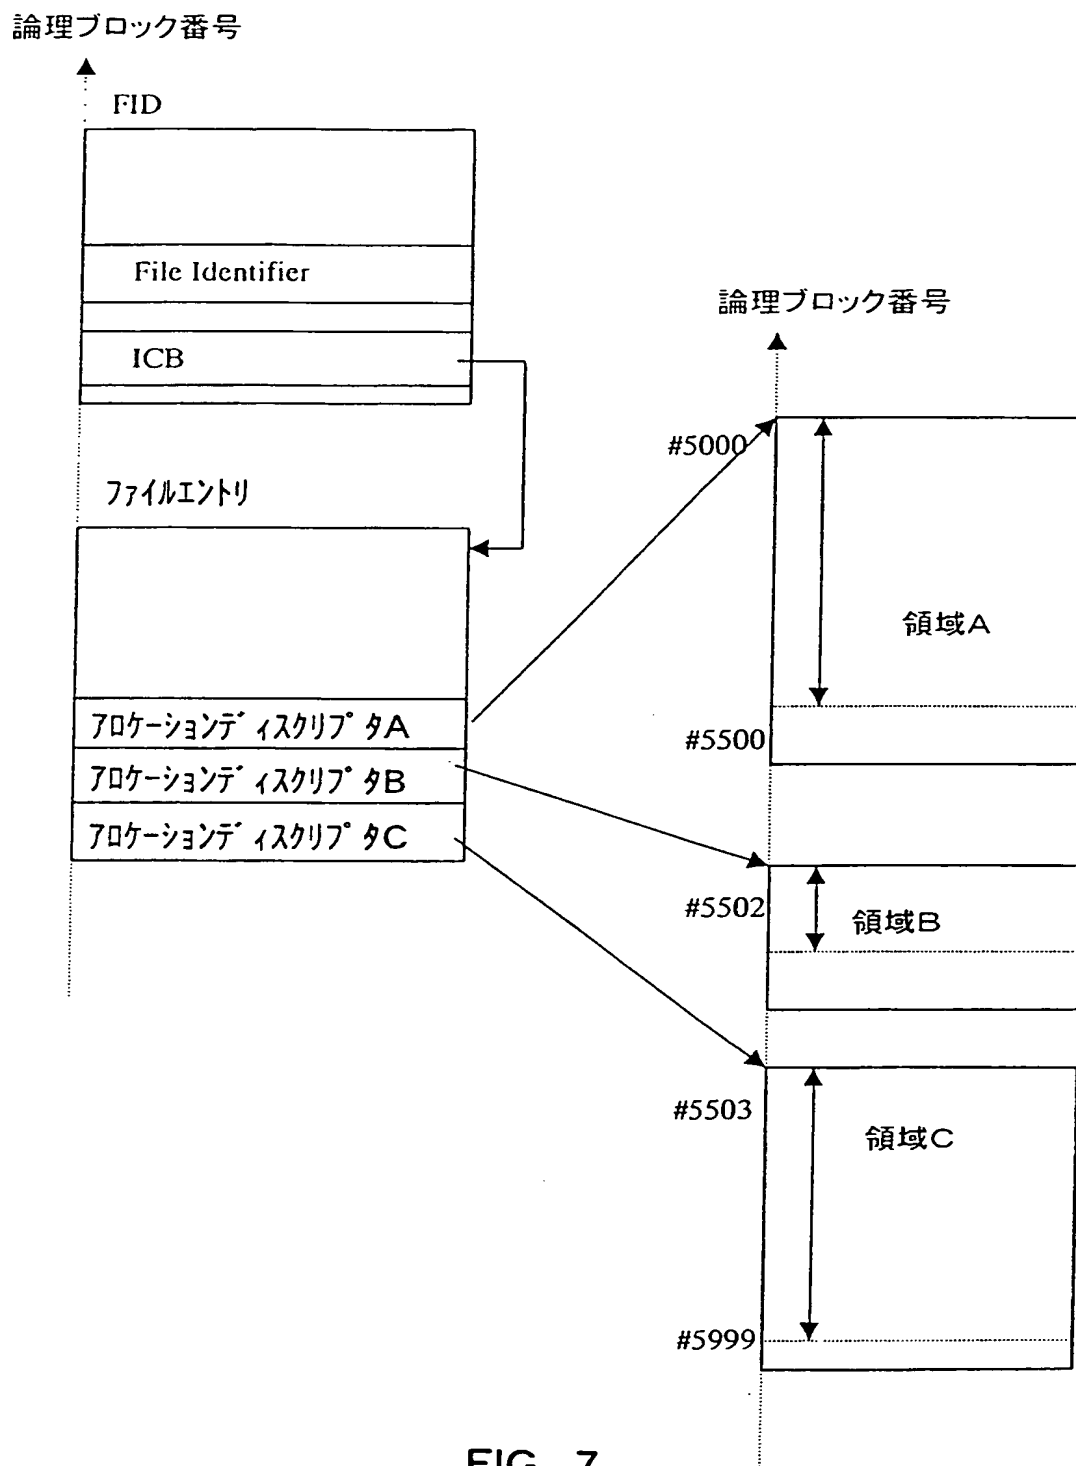 論理ブロック番号
FID
File Identifier
ICB
ファイルエントリ
アロケーションディスクリプタA
アロケーションディスクリプタB
アロケーションディスクリプタC
論理ブロック番号
#5000
領域A
#5500
#5502
領域B
#5503
領域C
#5999
FIG. 7